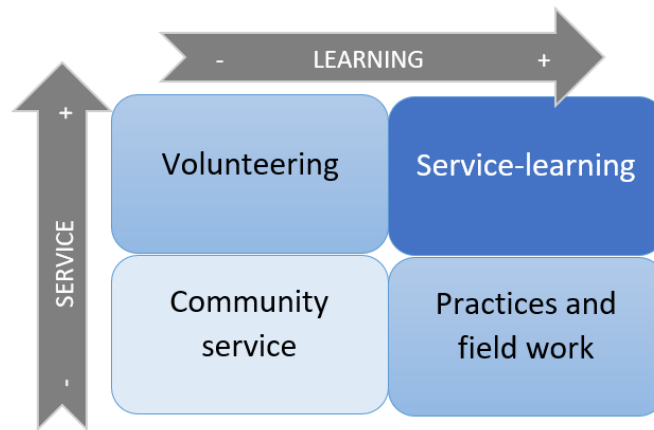 - LEARNING +
+
Volunteering
Service-learning
SERVICE
Community
service
Practices and
field work
-